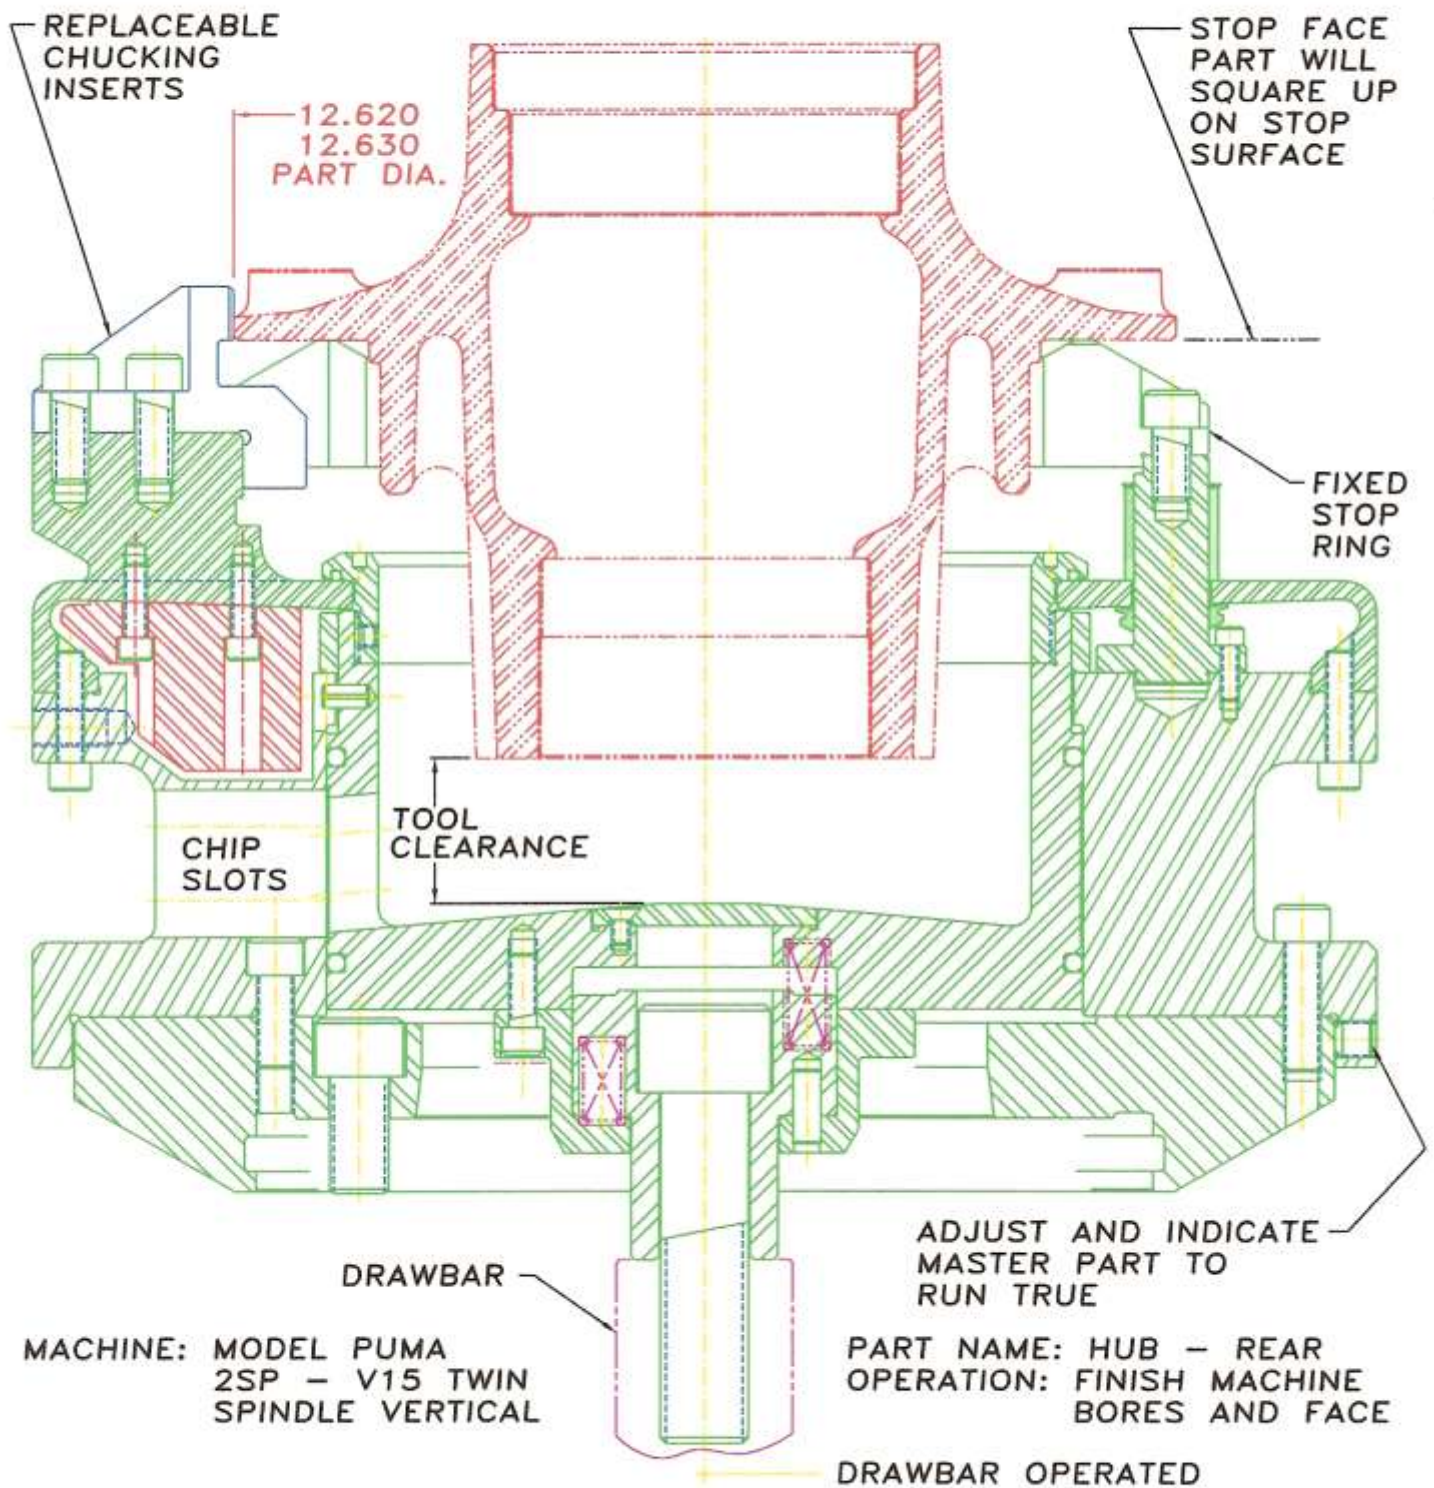 REPLACEABLE
CHUCKING
INSERTS
12.620
12.630
PART DIA.
STOP FACE
PART WILL
SQUARE UP
ON STOP
SURFACE
FIXED
STOP
RING
TOOL
CLEARANCE
CHIP
SLOTS
ADJUST AND INDICATE
MASTER PART TO
RUN TRUE
DRAWBAR
MACHINE: MODEL PUMA
2SP - V15 TWIN
SPINDLE VERTICAL
PART NAME: HUB - REAR
OPERATION: FINISH MACHINE
BORES AND FACE
DRAWBAR OPERATED